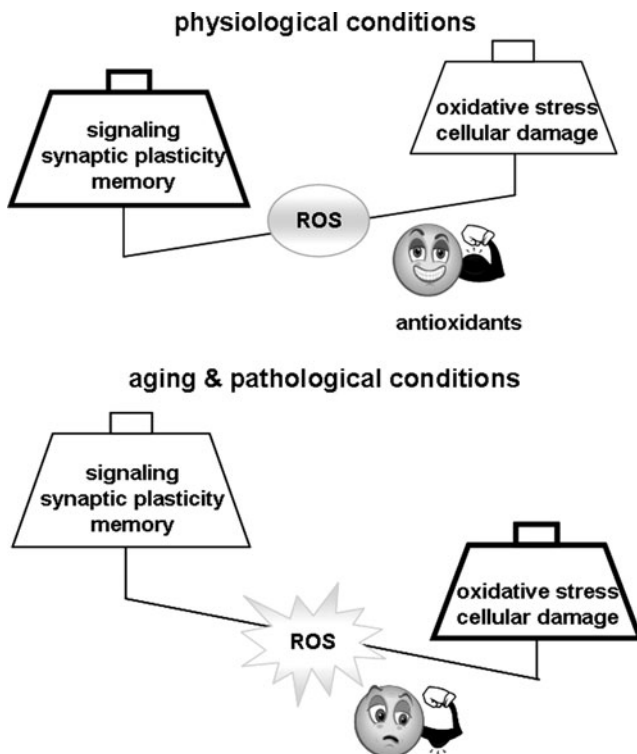 physiological conditions
signaling
synaptic plasticity
memory
oxidative stress
cellular damage
ROS
antioxidants
aging & pathological conditions
signaling
synaptic plasticity
memory
oxidative stress
cellular damage
ROS